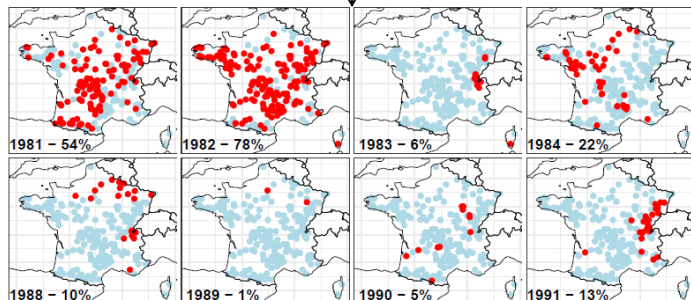 1981 – 54%
1982 – 78%
1983 – 6%
1984 – 22%
1988 – 10%
1989 – 1%
1990 – 5%
1991 – 13%